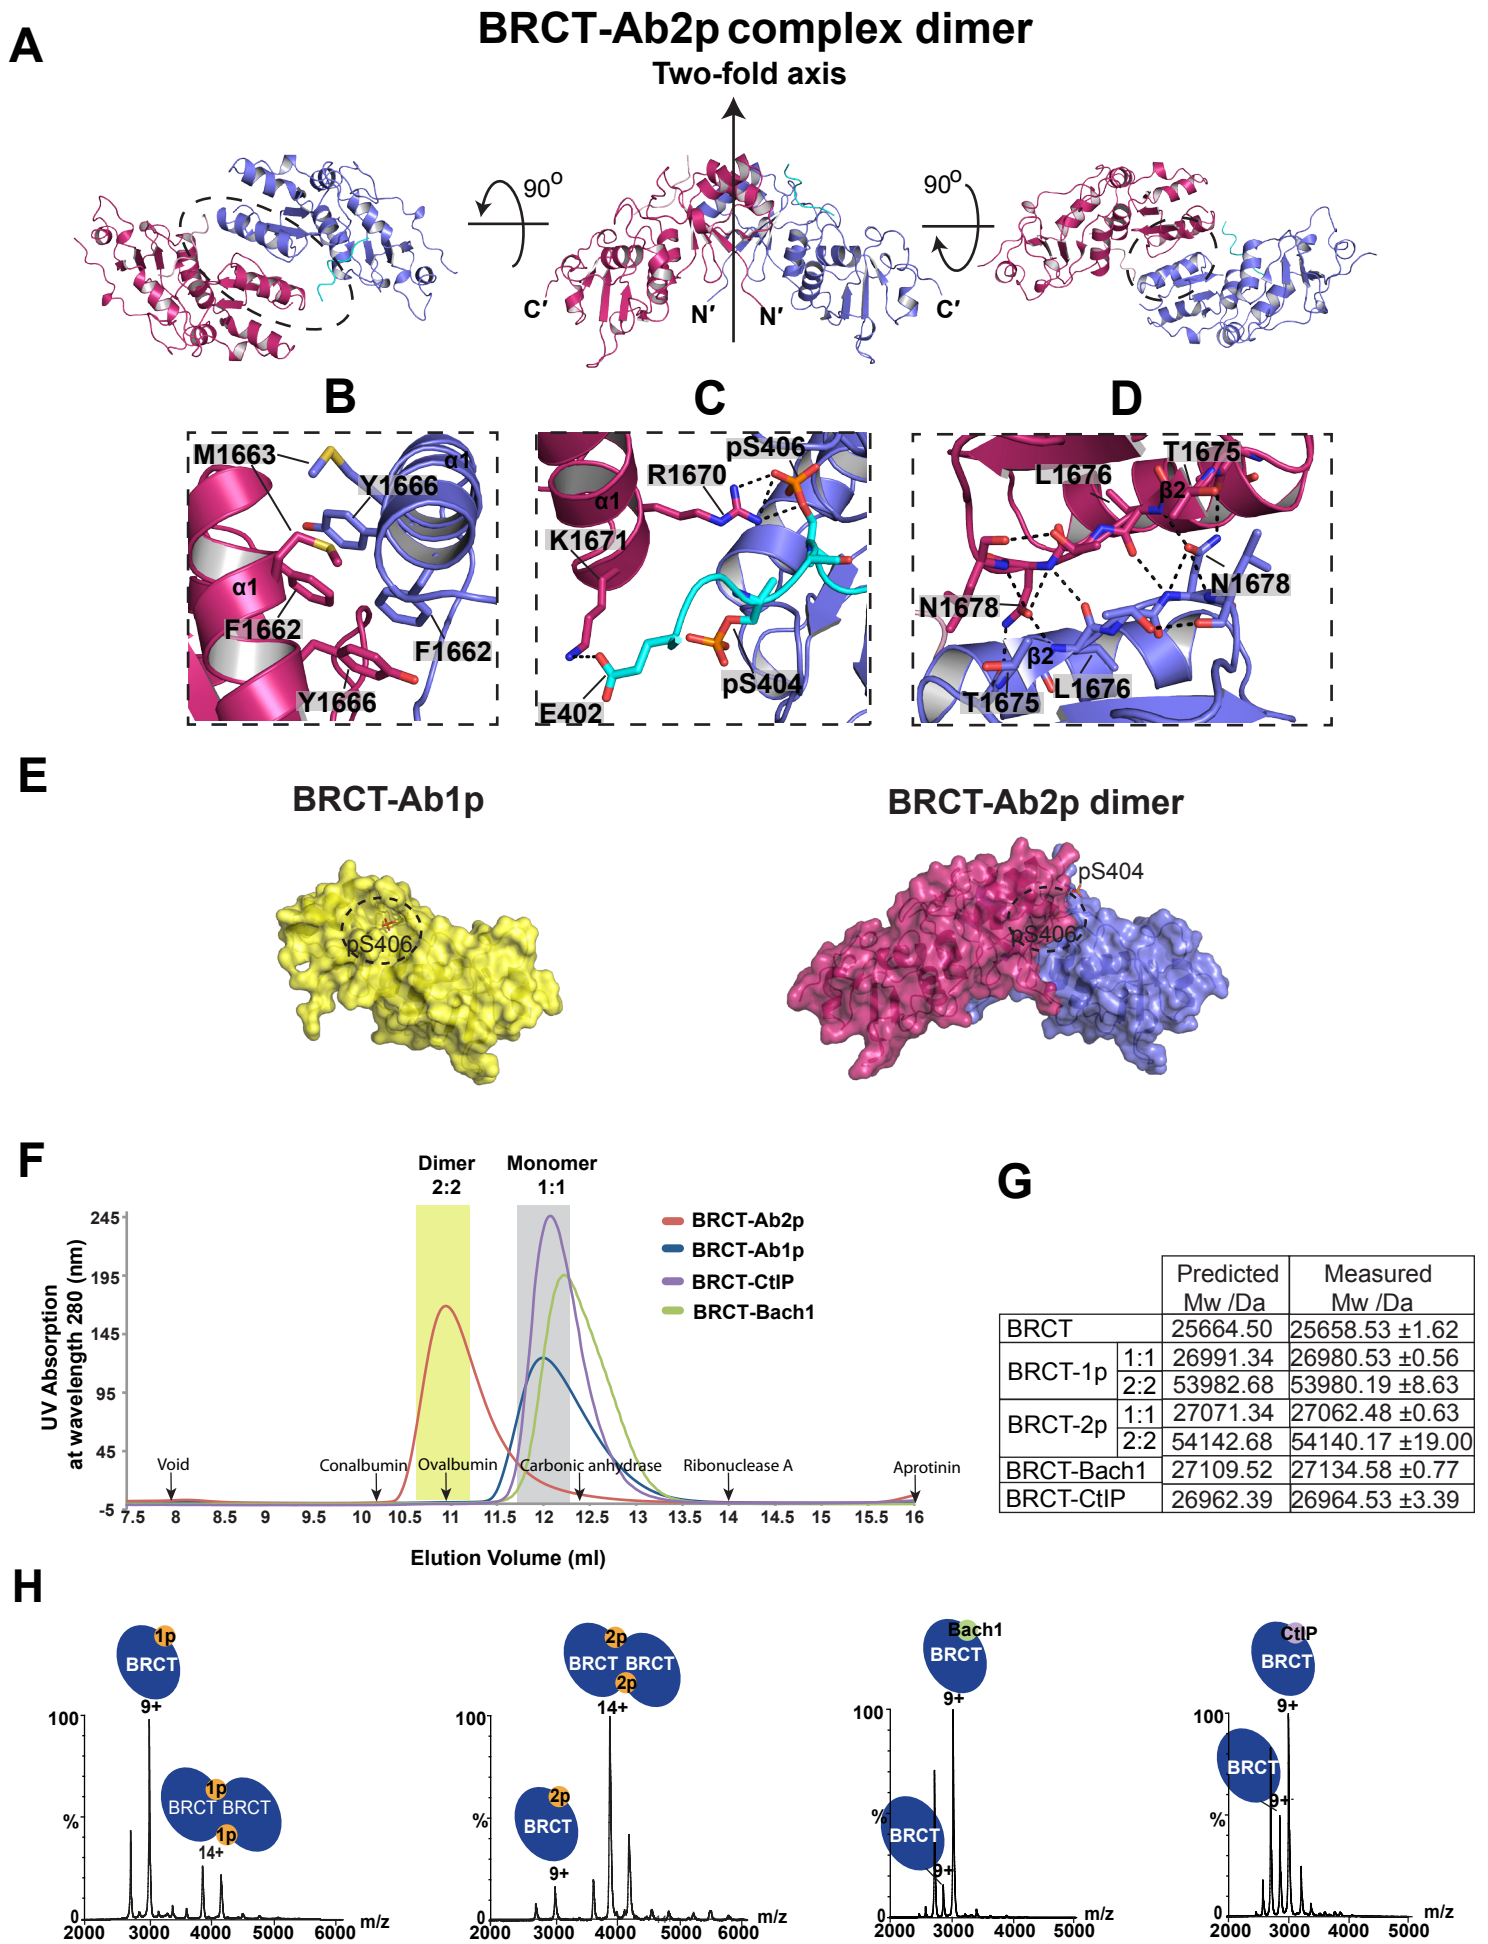 BRCT-Ab2p complex dimer
A
Two-fold axis
90o
90o
C′
N′
N′
C′
B
C
D
M1663
α1
Y1666
α1
F1662
F1662
Y1666
pS406
R1670
α1
K1671
pS404
E402
T1675
L1676
β2
N1678
N1678
β2
L1676
T1675
E
BRCT-Ab1p
BRCT-Ab2p dimer
pS406
pS404
pS406
F
Dimer
2:2
Monomer
1:1
UV Absorption
at wavelength 280 (nm)
245
195
145
95
45
-5
BRCT-Ab2p
BRCT-Ab1p
BRCT-CtIP
BRCT-Bach1
Void
Conalbumin
Ovalbumin
Carbonic anhydrase
Ribonuclease A
Aprotinin
7.5 8 8.5 9 9.5 10 10.5 11 11.5 12 12.5 13 13.5 14 14.5 15 15.5 16
Elution Volume (ml)
G
Predicted Measured
Mw /Da Mw /Da
BRCT 25664.50 25658.53 ±1.62
BRCT-1p 1:1 26991.34 26980.53 ±0.56
2:2 53982.68 53980.19 ±8.63
BRCT-2p 1:1 27071.34 27062.48 ±0.63
2:2 54142.68 54140.17 ±19.00
BRCT-Bach1 27109.52 27134.58 ±0.77
BRCT-CtIP 26962.39 26964.53 ±3.39
H
1p
BRCT
9+
100
1p
BRCT BRCT
1p
14+
%
0
2000 3000 4000 5000 6000 m/z
2p
BRCT BRCT
2p
14+
100
2p
BRCT
9+
%
0
2000 3000 4000 5000 6000 m/z
Bach1
BRCT
9+
100
%
BRCT
9+
0
2000 3000 4000 5000 m/z
CtIP
BRCT
9+
100
BRCT
9+
%
0
2000 3000 4000 5000 m/z